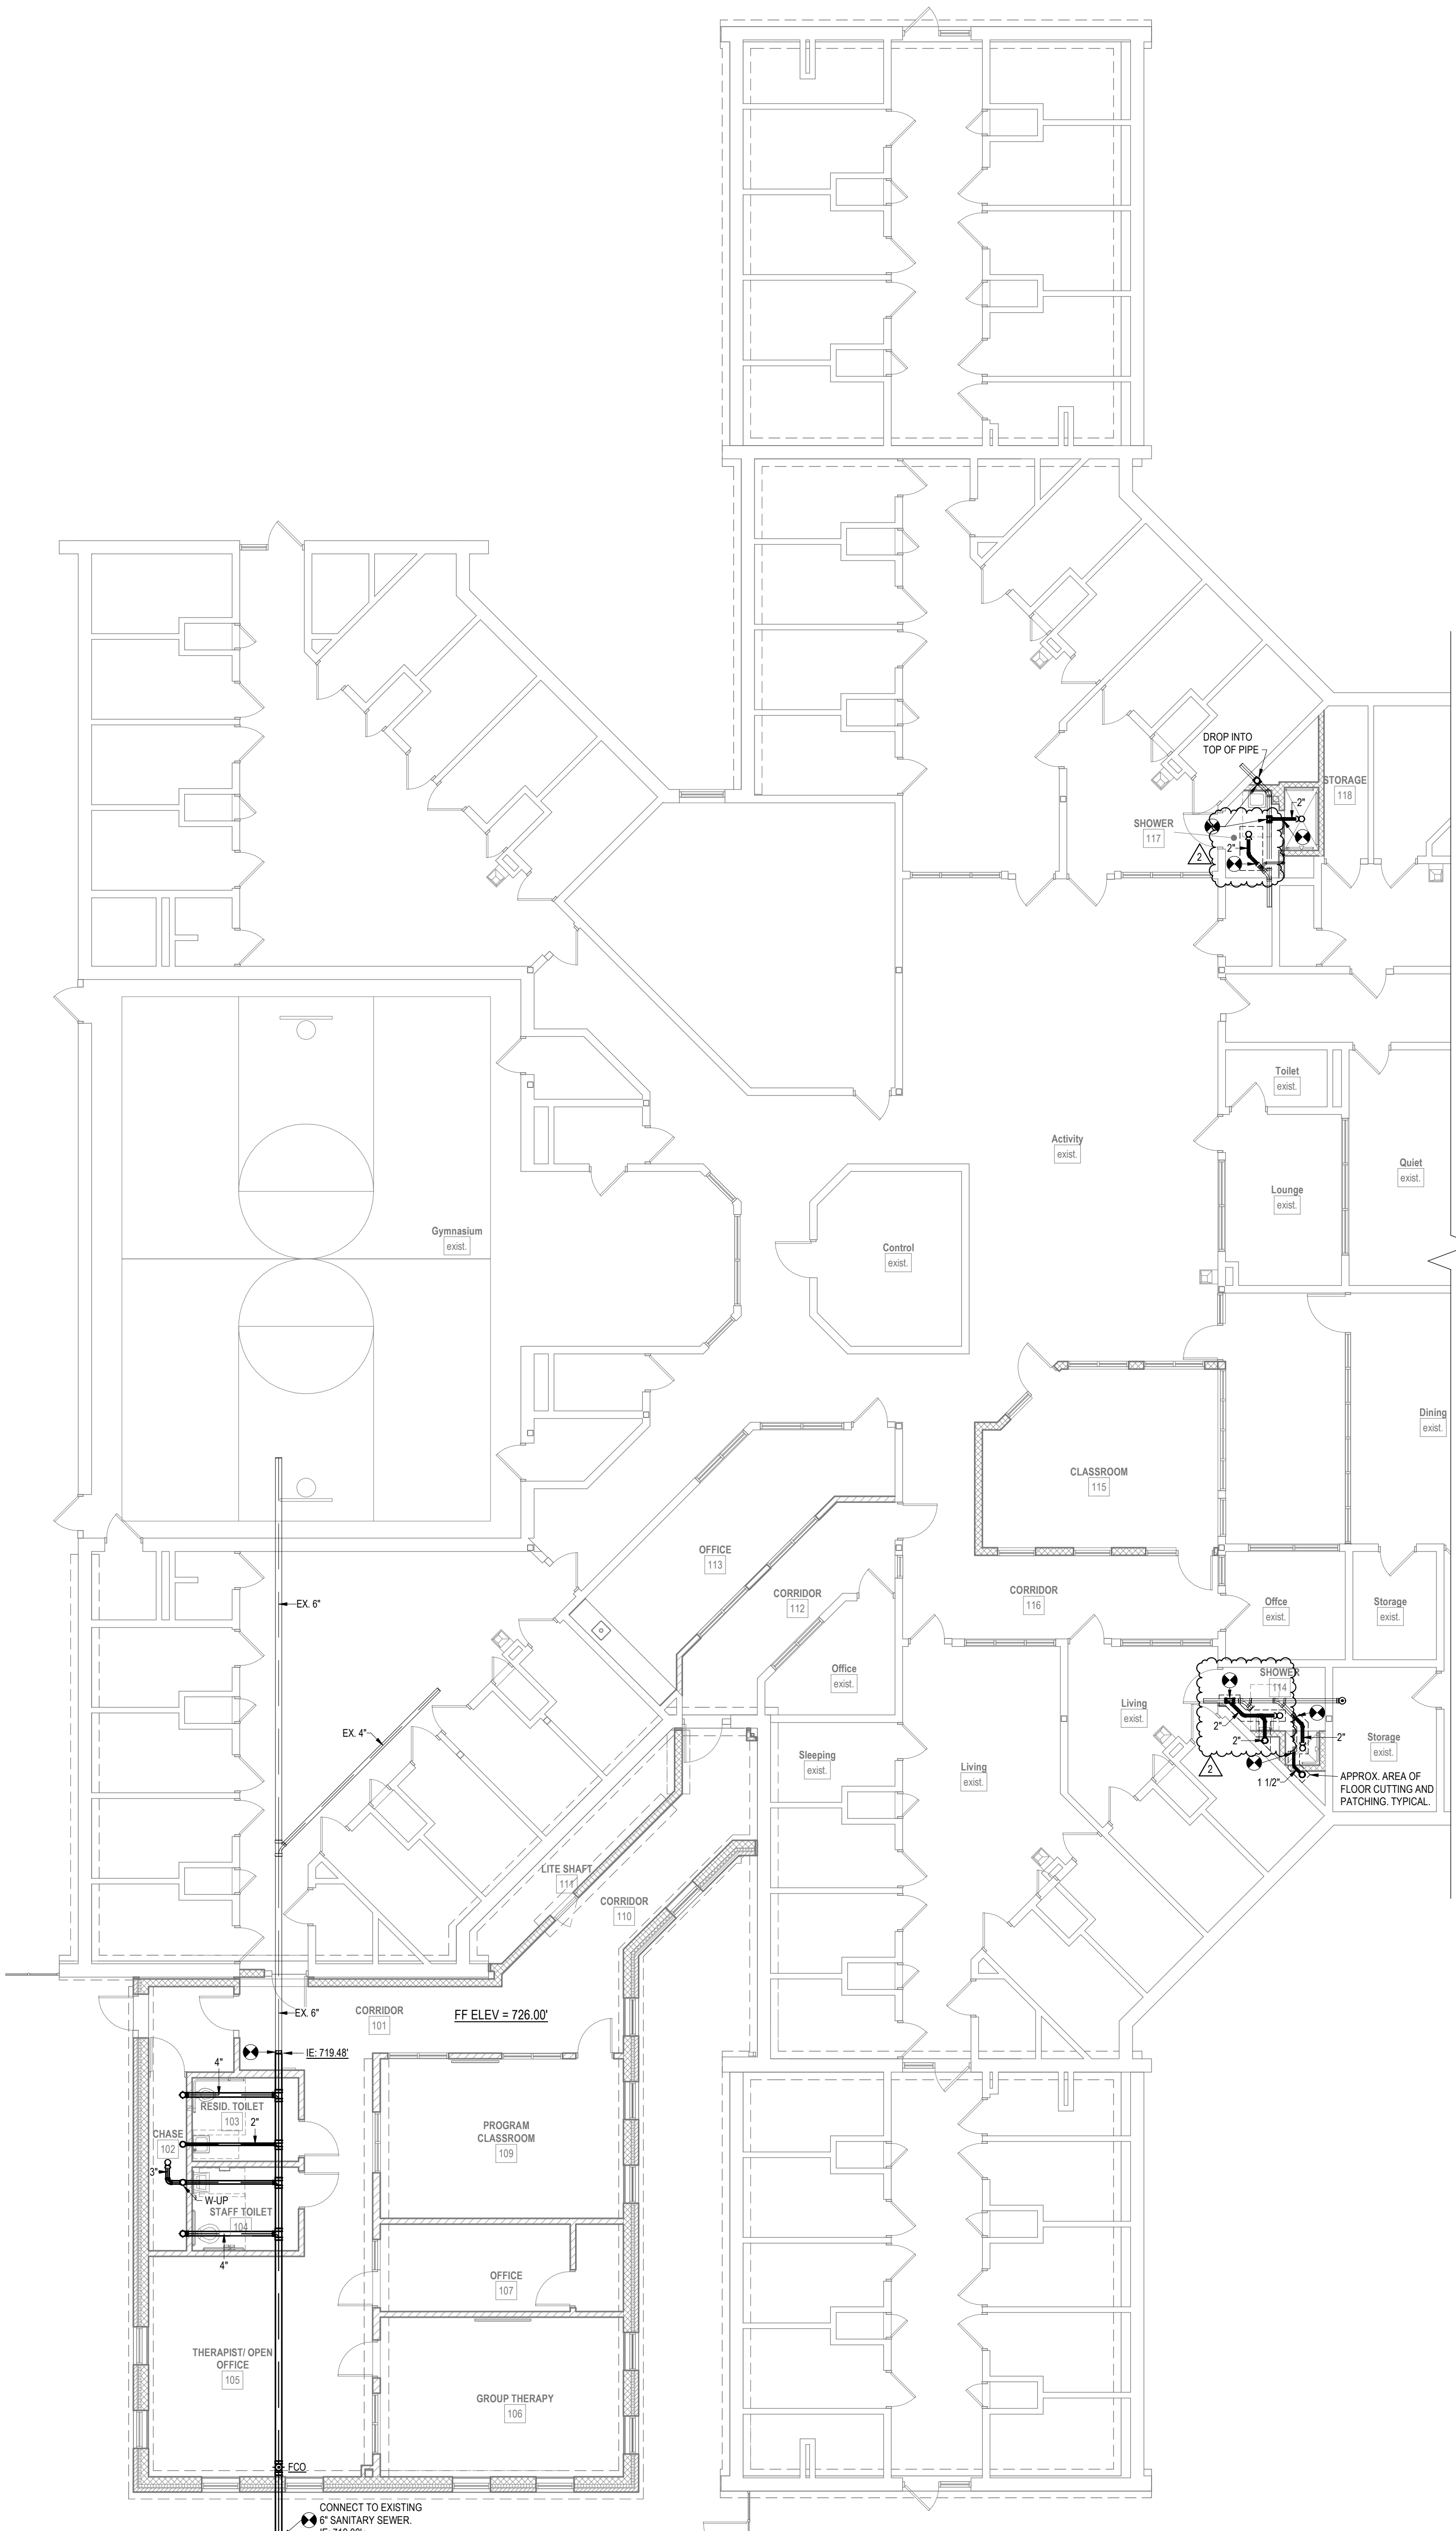 DROP INTO
TOP OF PIPE
STORAGE
118
2"
SHOWER
117
2"
2
Toilet
exist.
Activity
exist.
Quiet
exist.
Lounge
exist.
Gymnasium
exist.
Control
exist.
Dining
exist.
CLASSROOM
115
OFFICE
113
EX. 6"
CORRIDOR
112
CORRIDOR
116
Offce
exist.
Storage
exist.
Office
exist.
SHOWER
114
Living
exist.
EX. 4"
2"
2"
2"
Storage
exist.
Sleeping
exist.
Living
exist.
2
1 1/2"
APPROX. AREA OF
FLOOR CUTTING AND
PATCHING. TYPICAL.
LITE SHAFT
111
CORRIDOR
110
EX. 6"
CORRIDOR
101
FF ELEV = 726.00'
IE: 719.48'
4"
RESID. TOILET
103
2"
PROGRAM
CLASSROOM
109
CHASE
102
3"
W-UP
STAFF TOILET
104
4"
OFFICE
107
THERAPIST/ OPEN
OFFICE
105
GROUP THERAPY
106
FCO
CONNECT TO EXISTING
6" SANITARY SEWER.